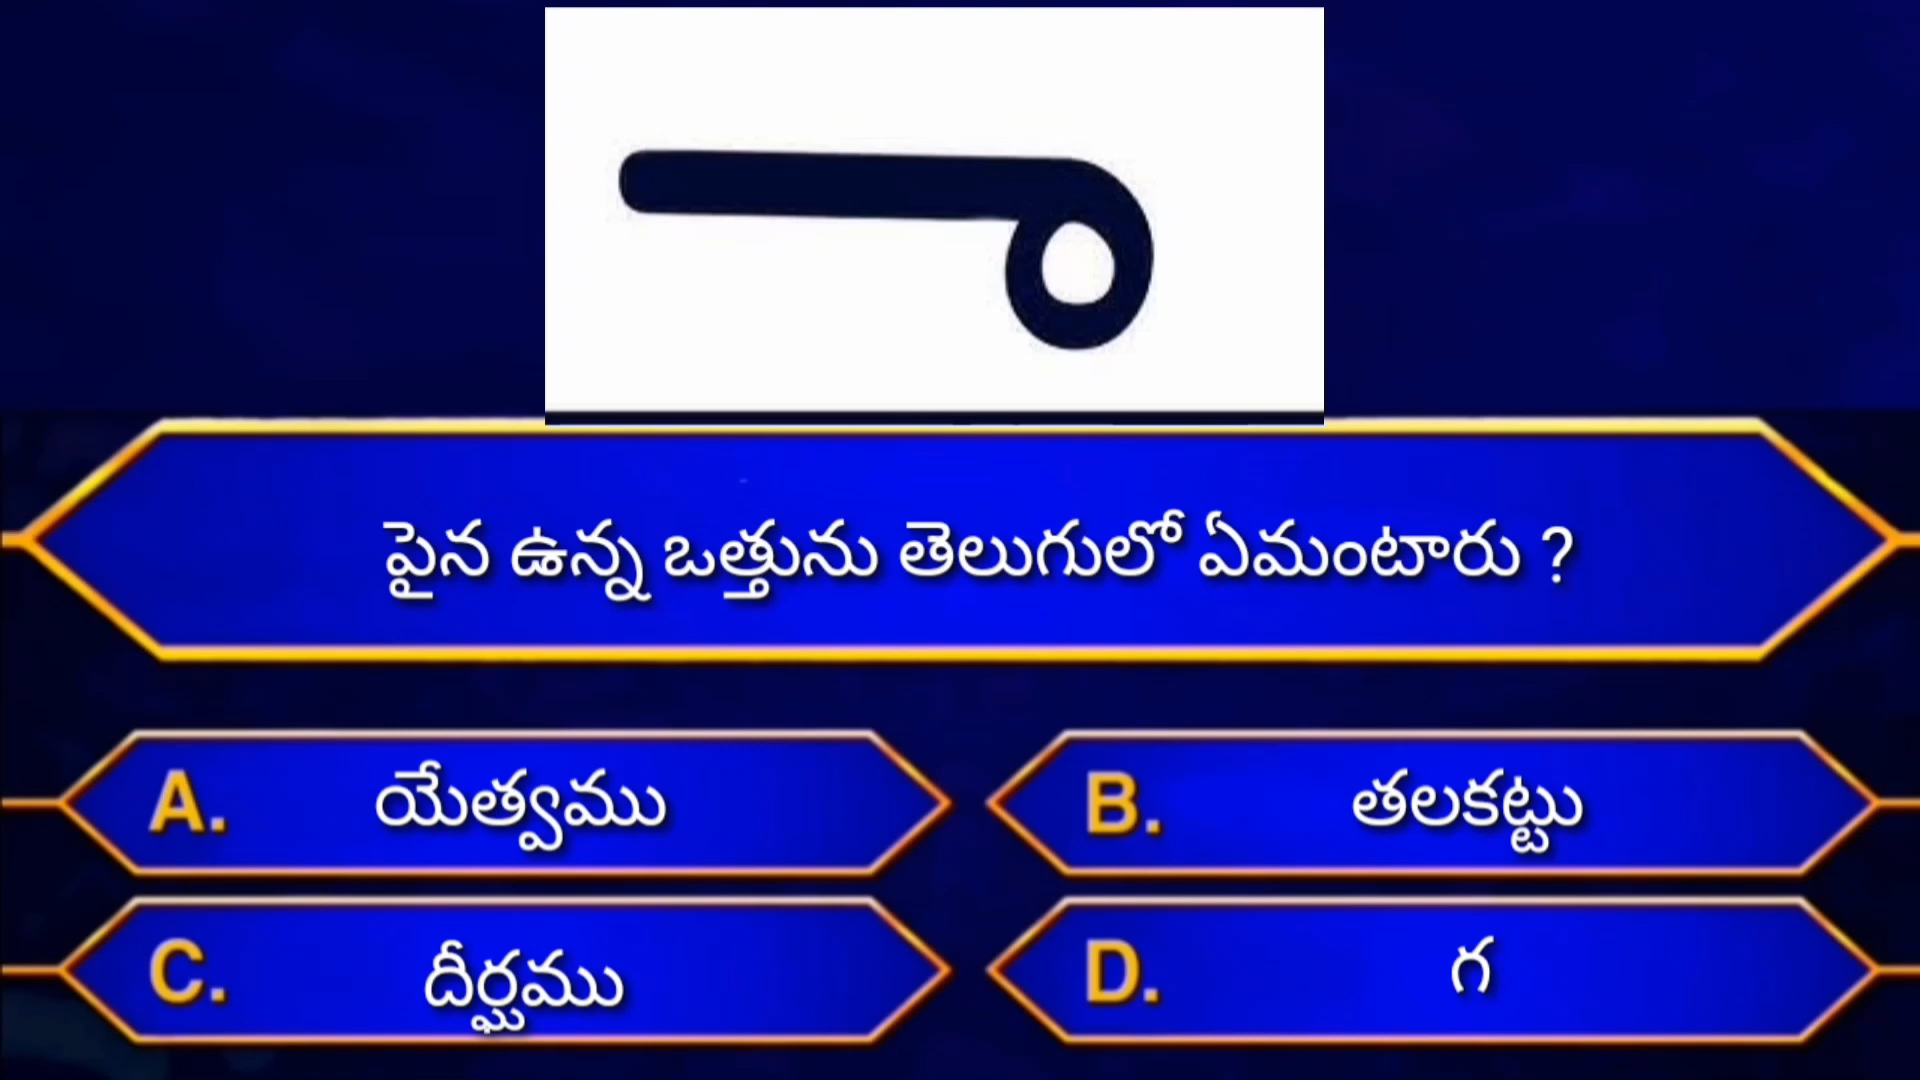 పైన ఉన్న ఒత్తును తెలుగులో ఏమంటారు ?
A. యేత్వము
B. తలకట్టు
C. దీర్ఘము
D. గ